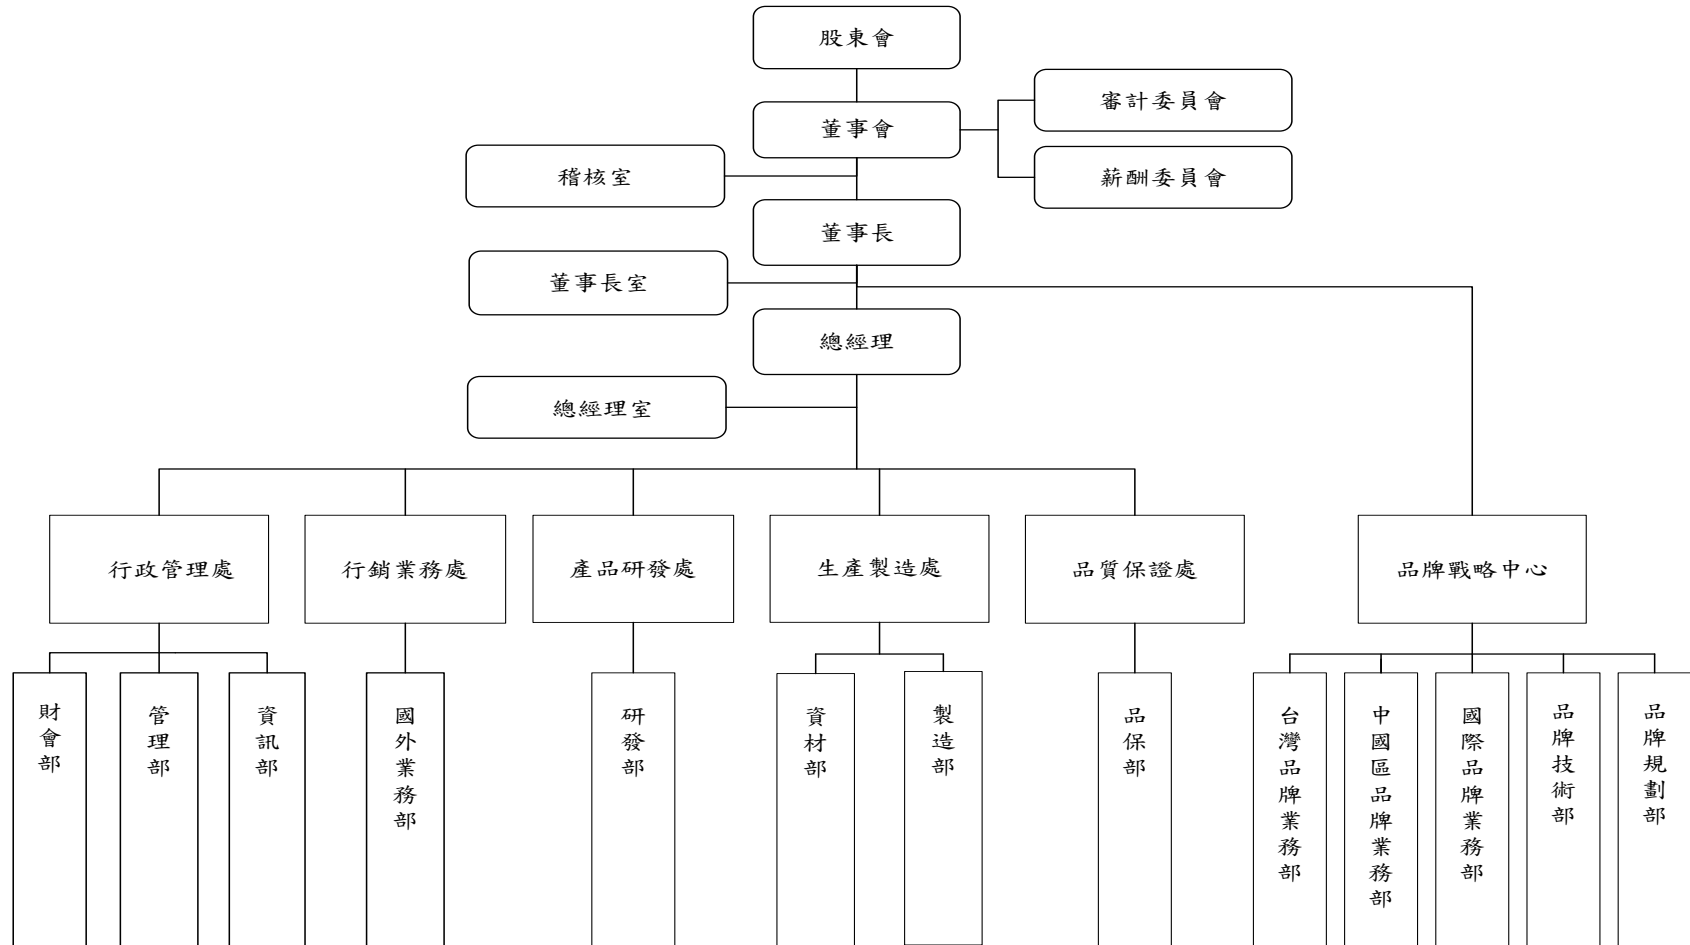 股東會
審計委員會
董事會
稽核室
薪酬委員會
董事長
董事長室
總經理
總經理室
行政管理處
行銷業務處
產品研發處
生產製造處
品質保證處
品牌戰略中心
財會部
管理部
資訊部
國外業務部
研發部
資材部
製造部
品保部
台灣品牌業務部
中國區品牌業務部
國際品牌業務部
品牌技術部
品牌規劃部